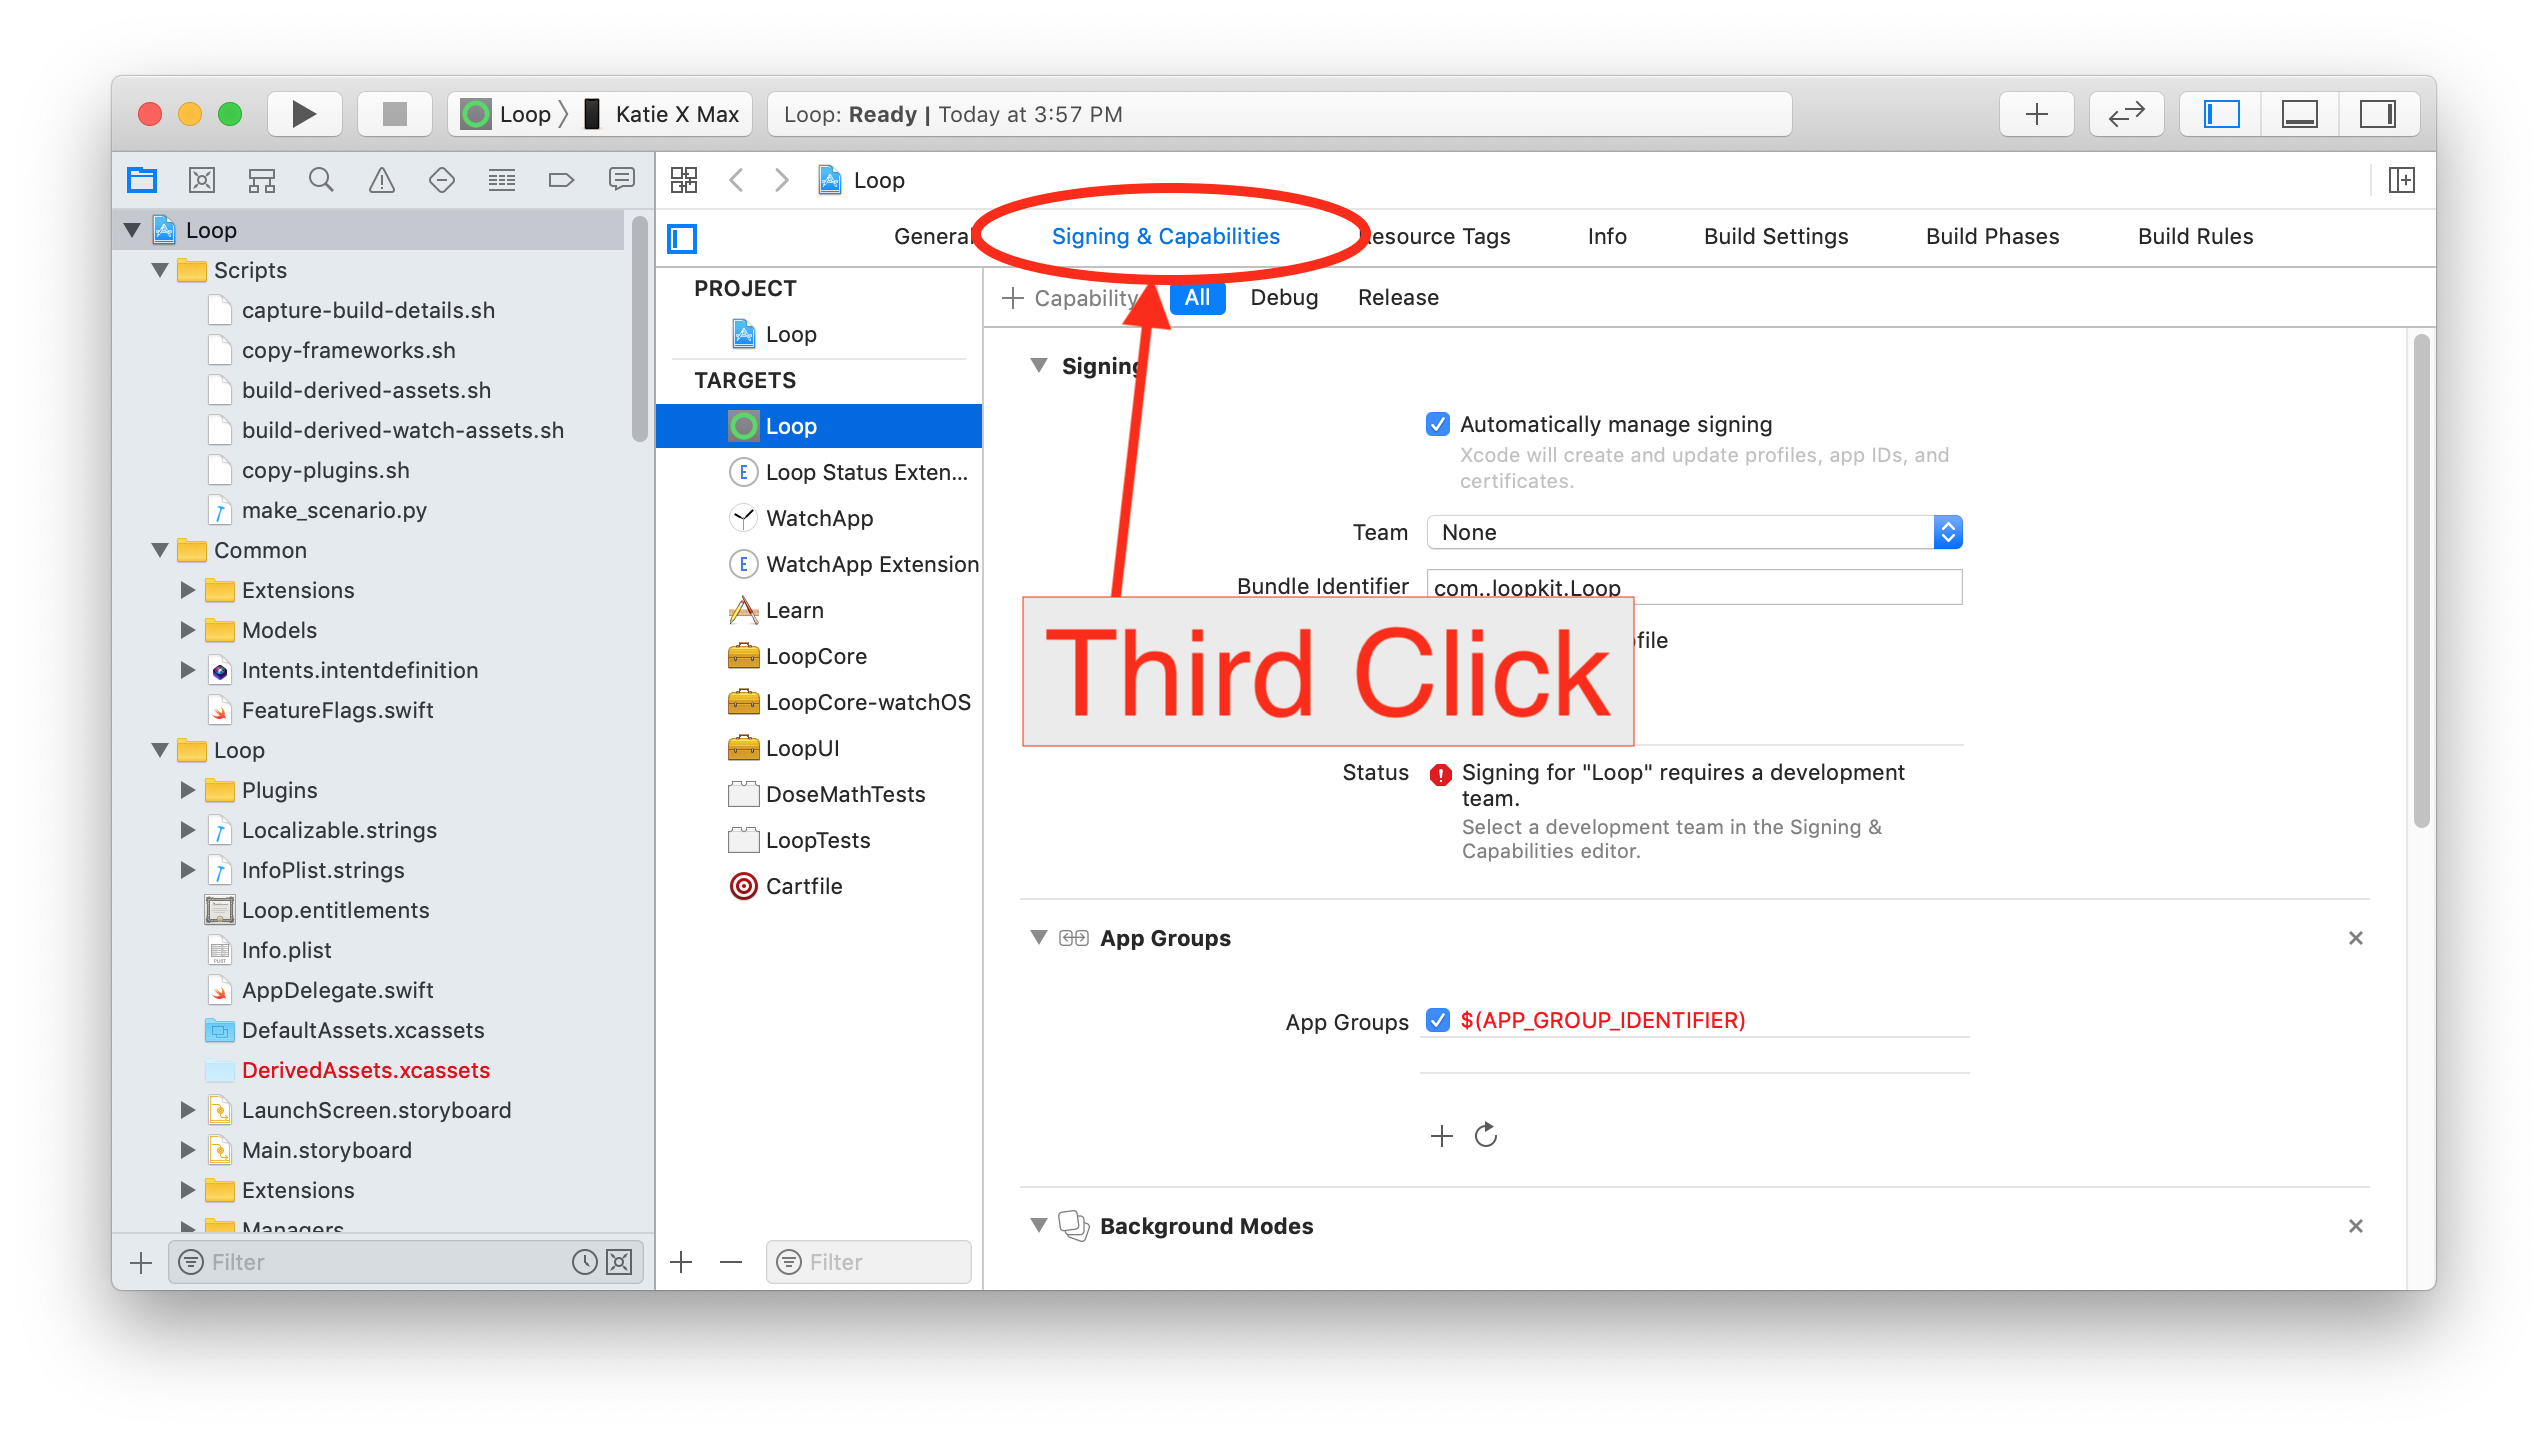 Loop
Katie X Max
Loop: Ready | Today at 3:57 PM
Loop
General
Signing & Capabilities
esource Tags
Info
Build Settings
Build Phases
Build Rules
Loop
Scripts
capture-build-details.sh
copy-frameworks.sh
build-derived-assets.sh
build-derived-watch-assets.sh
copy-plugins.sh
make_scenario.py
Common
Extensions
Models
Intents.intentdefinition
FeatureFlags.swift
Loop
Plugins
Localizable.strings
InfoPlist.strings
Loop.entitlements
Info.plist
AppDelegate.swift
DefaultAssets.xcassets
DerivedAssets.xcassets
LaunchScreen.storyboard
Main.storyboard
Extensions
Managers
Filter
PROJECT
Loop
TARGETS
Loop
Loop Status Exten...
WatchApp
WatchApp Extension
Learn
LoopCore
LoopCore-watchOS
LoopUI
DoseMathTests
LoopTests
Cartfile
Filter
Capability
All
Debug
Release
Signing
Automatically manage signing
Xcode will create and update profiles, app IDs, and
certificates.
Team
None
Bundle Identifier
com..loopkit.Loop
ofile
Third Click
Status
Signing for "Loop" requires a development
team.
Select a development team in the Signing &
Capabilities editor.
App Groups
App Groups
$(APP_GROUP_IDENTIFIER)
Background Modes